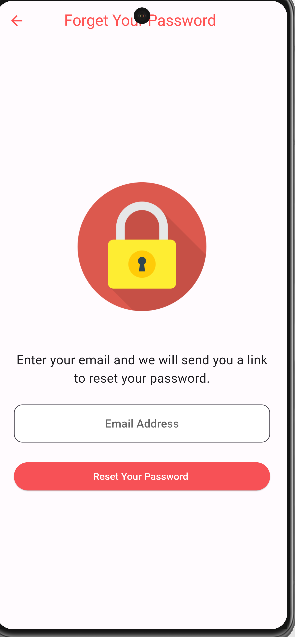 Forget Your Password
Enter your email and we will send you a link
to reset your password.
Email Address
Reset Your Password